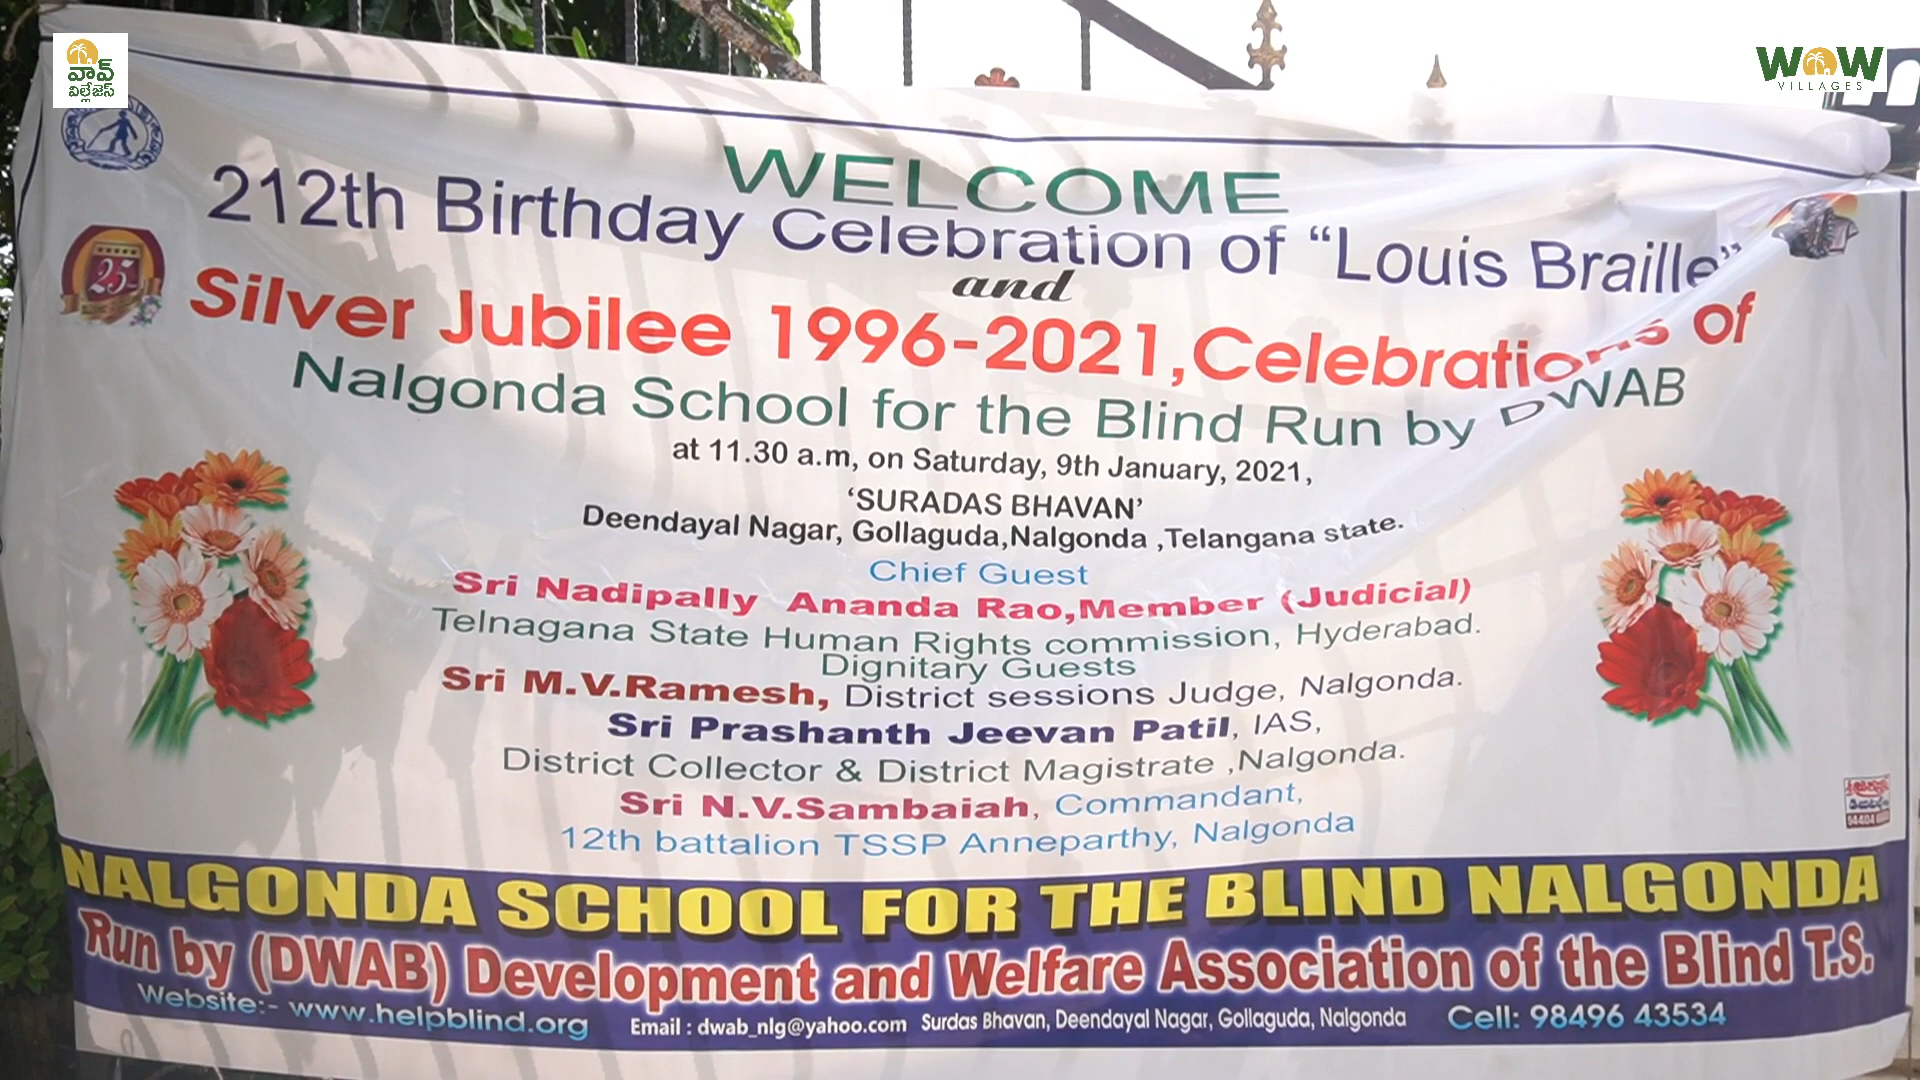 వావ్
విల్లేజెస్
WOW
VILLAGES
WELCOME
212th Birthday Celebration of “Louis Braille”
and
25
Silver Jubilee 1996-2021,Celebrations of
Nalgonda School for the Blind Run by DWAB
at 11.30 a.m, on Saturday, 9th January, 2021,
‘SURADAS BHAVAN’
Deendayal Nagar, Gollaguda,Nalgonda ,Telangana state.
Chief Guest
Sri Nadipally Ananda Rao,Member (Judicial)
Telnagana State Human Rights commission, Hyderabad.
Dignitary Guests
Sri M.V.Ramesh, District sessions Judge, Nalgonda.
Sri Prashanth Jeevan Patil, IAS,
District Collector & District Magistrate ,Nalgonda.
Sri N.V.Sambaiah, Commandant,
12th battalion TSSP Anneparthy, Nalgonda
NALGONDA SCHOOL FOR THE BLIND NALGONDA
Run by (DWAB) Development and Welfare Association of the Blind T.S.
Website:- www.helpblind.org Email : dwab_nlg@yahoo.com Surdas Bhavan, Deendayal Nagar, Gollaguda, Nalgonda Cell: 98496 43534